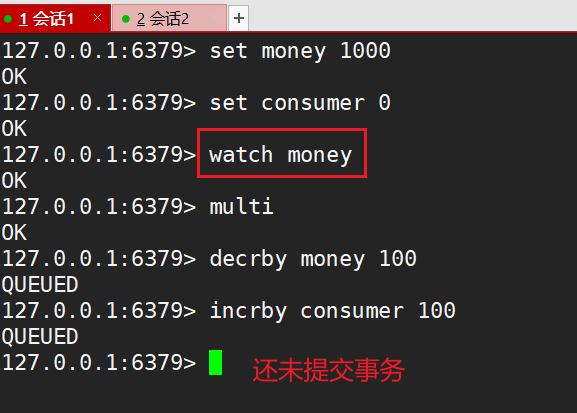 1 会话1 × 2 会话2 × +
127.0.0.1:6379> set money 1000
OK
127.0.0.1:6379> set consumer 0
OK
127.0.0.1:6379> watch money
OK
127.0.0.1:6379> multi
OK
127.0.0.1:6379> decrby money 100
QUEUED
127.0.0.1:6379> incrby consumer 100
QUEUED
127.0.0.1:6379> 还未提交事务